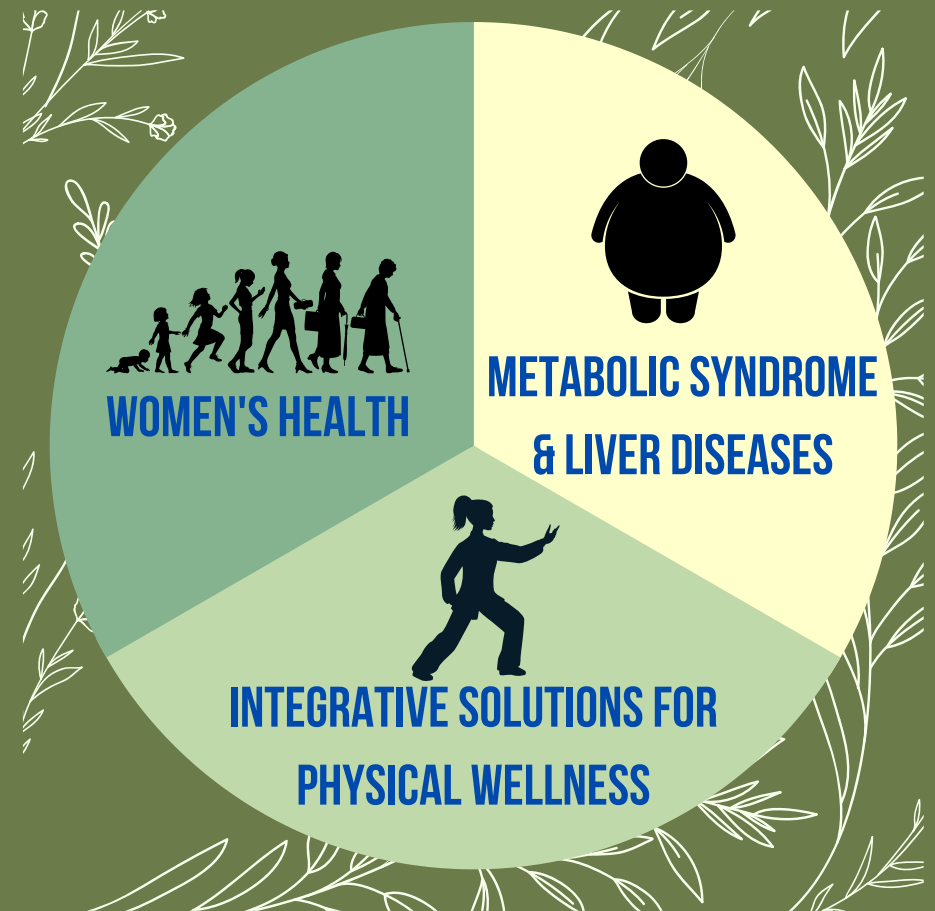 WOMEN'S HEALTH
METABOLIC SYNDROME
& LIVER DISEASES
INTEGRATIVE SOLUTIONS FOR
PHYSICAL WELLNESS